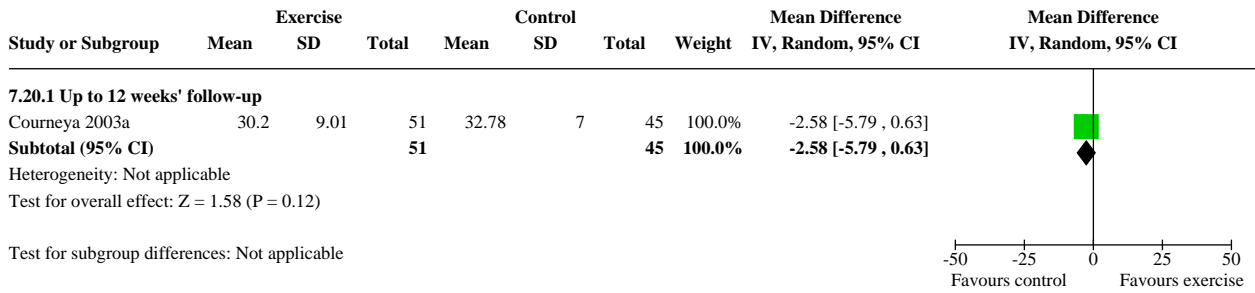 Exercise Control Mean Difference Mean Difference
Study or Subgroup Mean SD Total Mean SD Total Weight IV, Random, 95% CI IV, Random, 95% CI
7.20.1 Up to 12 weeks' follow-up
Courneya 2003a 30.2 9.01 51 32.78 7 45 100.0% -2.58 [-5.79 , 0.63]
Subtotal (95% CI) 51 45 100.0% -2.58 [-5.79 , 0.63]
Heterogeneity: Not applicable
Test for overall effect: Z = 1.58 (P = 0.12)
Test for subgroup differences: Not applicable
-50 -25 0 25 50
Favours control Favours exercise